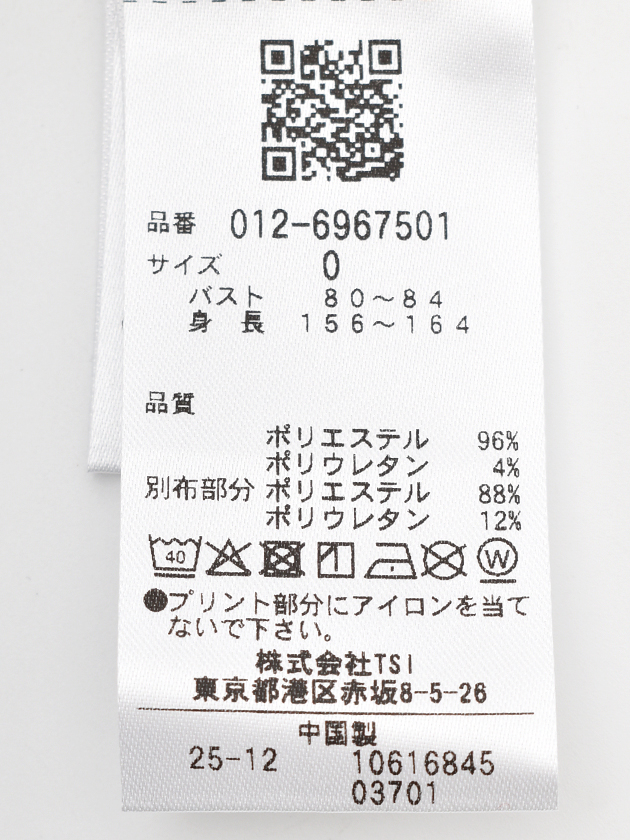 品番 012-6967501
サイズ 0
バスト 80～84
身長 156～164
品質
ポリエステル 96%
ポリウレタン 4%
別布部分 ポリエステル 88%
ポリウレタン 12%
40 W
●プリント部分にアイロンを当て
ないで下さい。
株式会社TSI
東京都港区赤坂8-5-26
中国製
25-12 10616845
03701